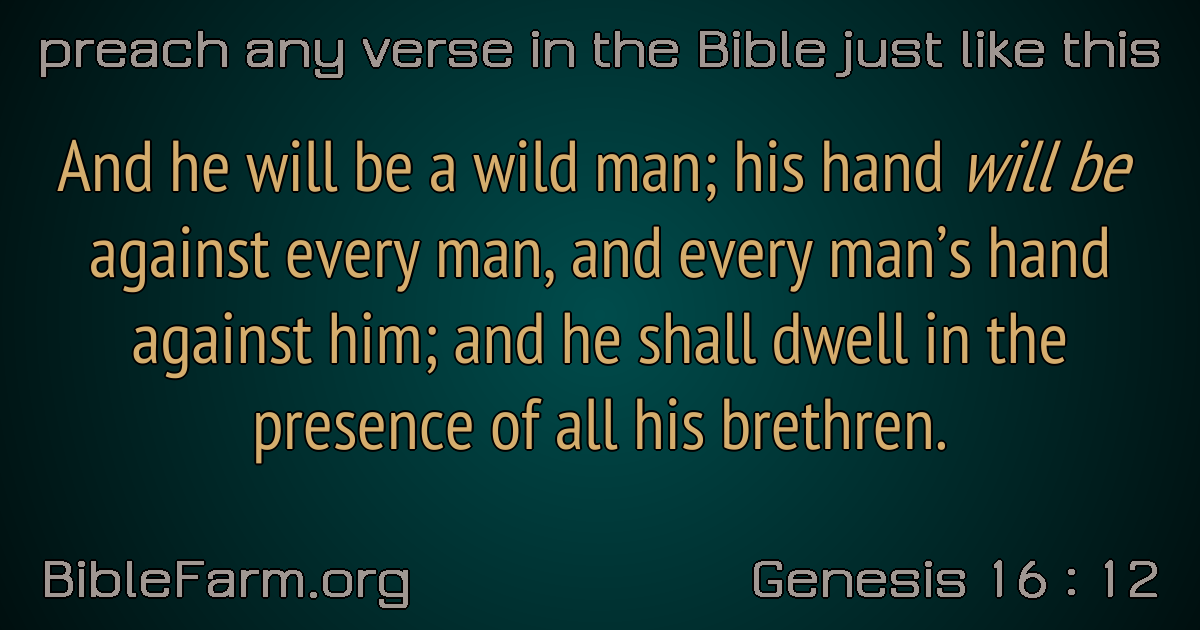 preach any verse in the Bible just like this
And he will be a wild man; his hand will be
against every man, and every man’s hand
against him; and he shall dwell in the
presence of all his brethren.
BibleFarm.org
Genesis 16 : 12